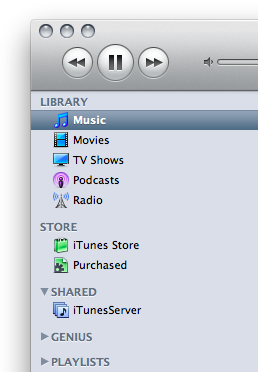 LIBRARY
Music
Movies
TV Shows
Podcasts
Radio
STORE
iTunes Store
Purchased
SHARED
iTunesServer
GENIUS
PLAYLISTS